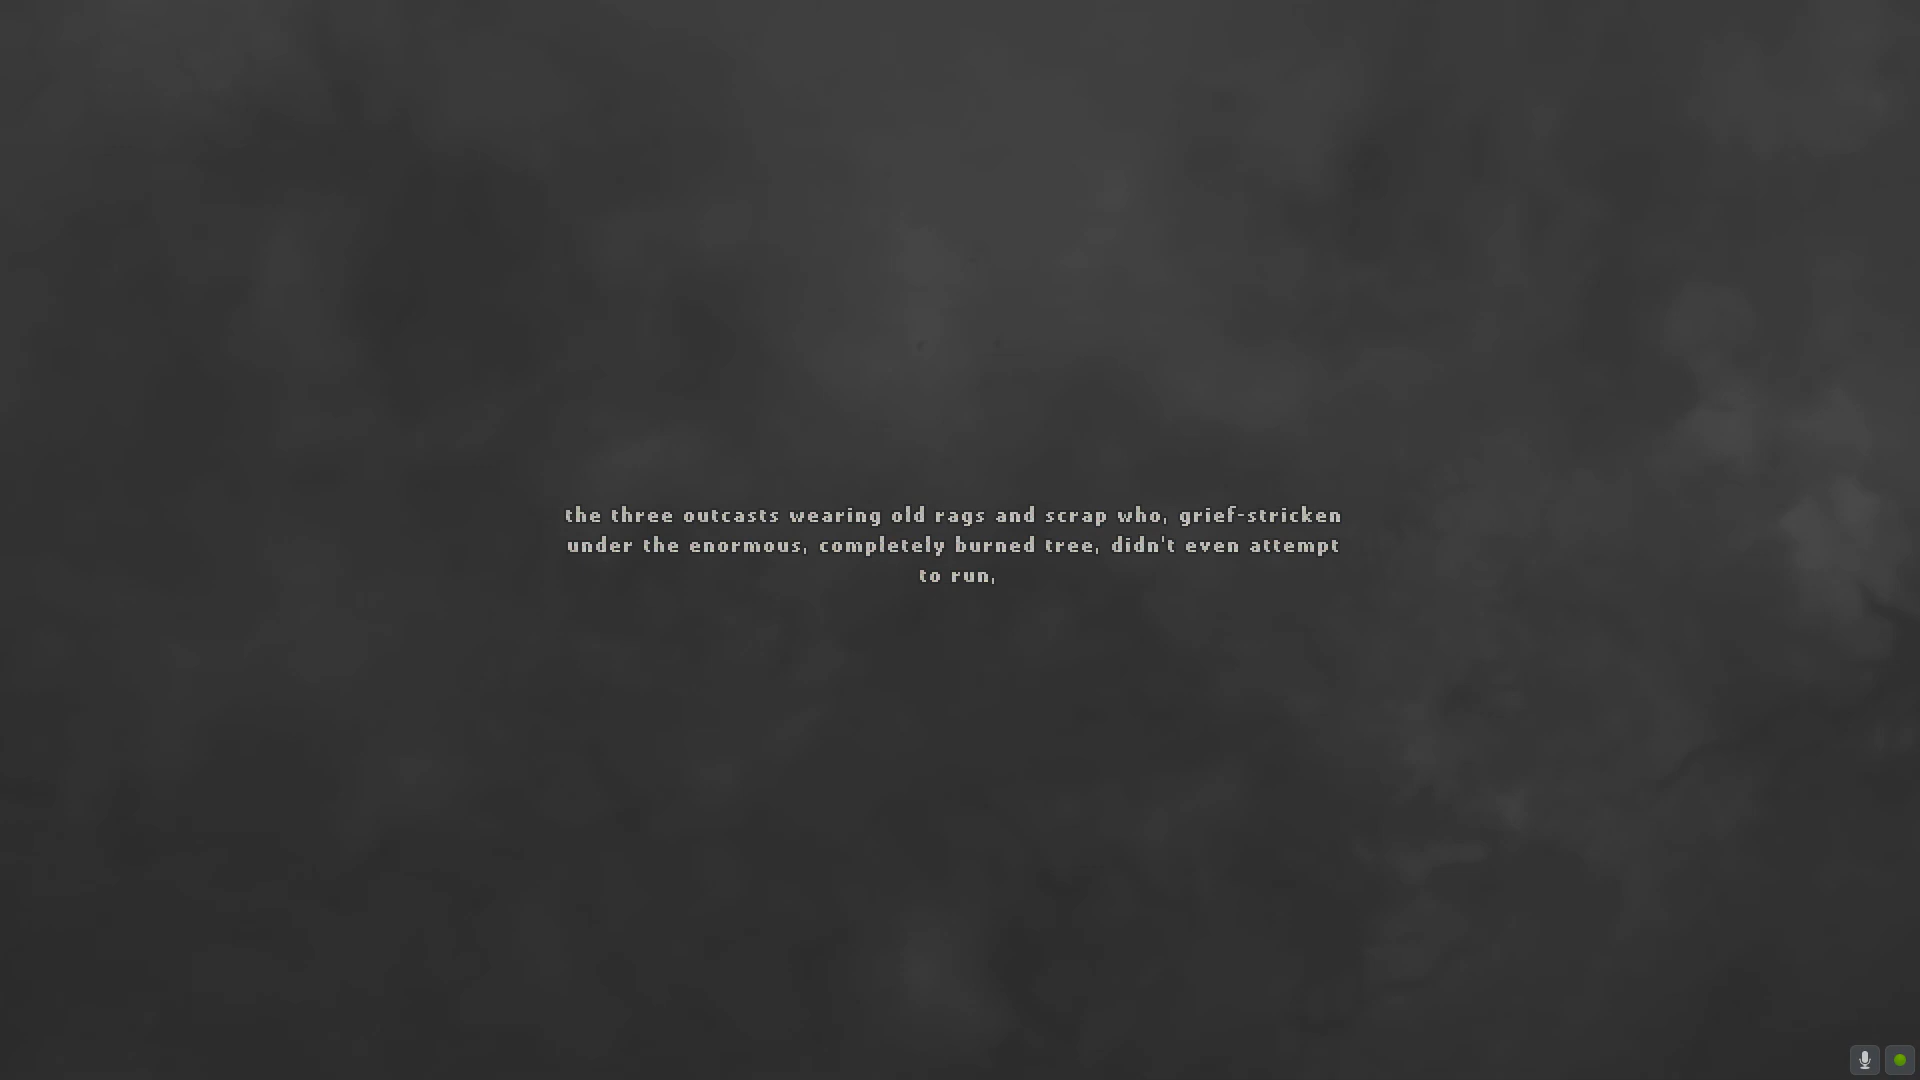 the three outcasts wearing old rags and scrap who, grief-stricken
under the enormous, completely burned tree, didn't even attempt
to run,